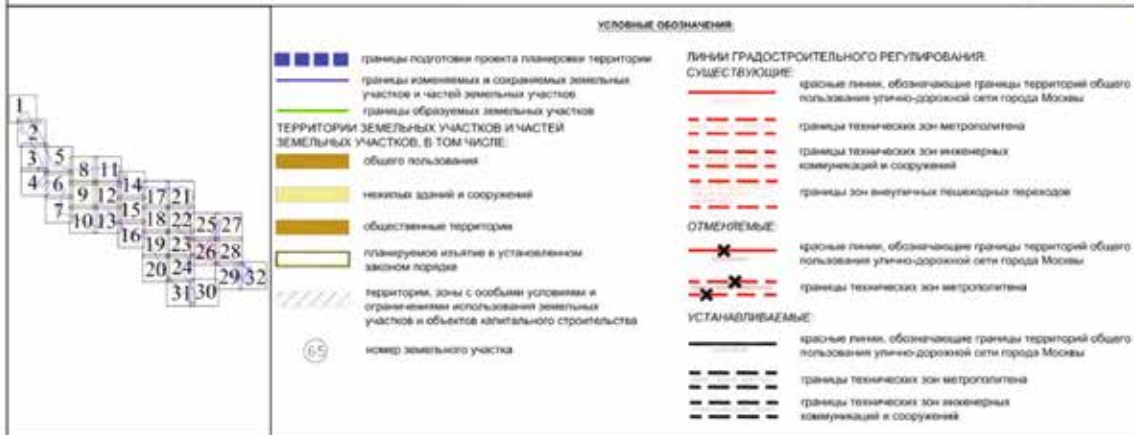 УСЛОВНЫЕ ОБОЗНАЧЕНИЯ:
1
2
3 5
4 6 8 11
7 9 12 14
10 13 15 17 21
16 18 22 25 27
19 23 26 28
20 24 29 32
31 30
границы подготовки проекта планировки территории
границы изменяемых и сохраняемых земельных
участков и частей земельных участков
границы образуемых земельных участков
ТЕРРИТОРИИ ЗЕМЕЛЬНЫХ УЧАСТКОВ И ЧАСТЕЙ
ЗЕМЕЛЬНЫХ УЧАСТКОВ, В ТОМ ЧИСЛЕ:
общего пользования
нежилых зданий и сооружений
общественные территории
планируемое изъятие в установленном
законом порядке
территории, зоны с особыми условиями и
ограничениями использования земельных
участков и объектов капитального строительства
65
номер земельного участка
ЛИНИИ ГРАДОСТРОИТЕЛЬНОГО РЕГУЛИРОВАНИЯ:
СУЩЕСТВУЮЩИЕ:
красные линии, обозначающие границы территорий общего
пользования улично-дорожной сети города Москвы
границы технических зон метрополитена
границы технических зон инженерных
коммуникаций и сооружений
границы зон внеуличных пешеходных переходов
ОТМЕНЯЕМЫЕ:
красные линии, обозначающие границы территорий общего
пользования улично-дорожной сети города Москвы
границы технических зон метрополитена
УСТАНАВЛИВАЕМЫЕ:
красные линии, обозначающие границы территорий общего
пользования улично-дорожной сети города Москвы
границы технических зон метрополитена
границы технических зон инженерных
коммуникаций и сооружений